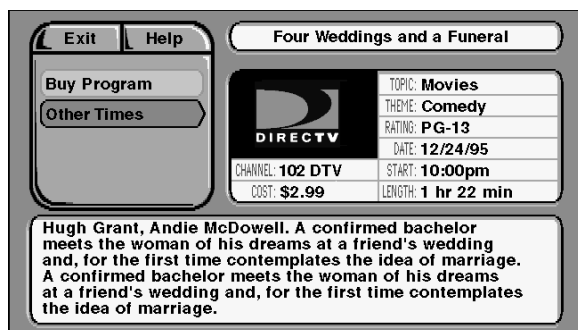 Exit Help
Four Weddings and a Funeral
Buy Program
Other Times
DIRECTV
CHANNEL: 102 DTV
COST: $2.99
TOPIC: Movies
THEME: Comedy
RATING: PG-13
DATE: 12/24/95
START: 10:00pm
LENGTH: 1 hr 22 min
Hugh Grant, Andie McDowell. A confirmed bachelor
meets the woman of his dreams at a friend's wedding
and, for the first time contemplates the idea of marriage.
A confirmed bachelor meets the woman of his dreams
at a friend's wedding and, for the first time contemplates
the idea of marriage.